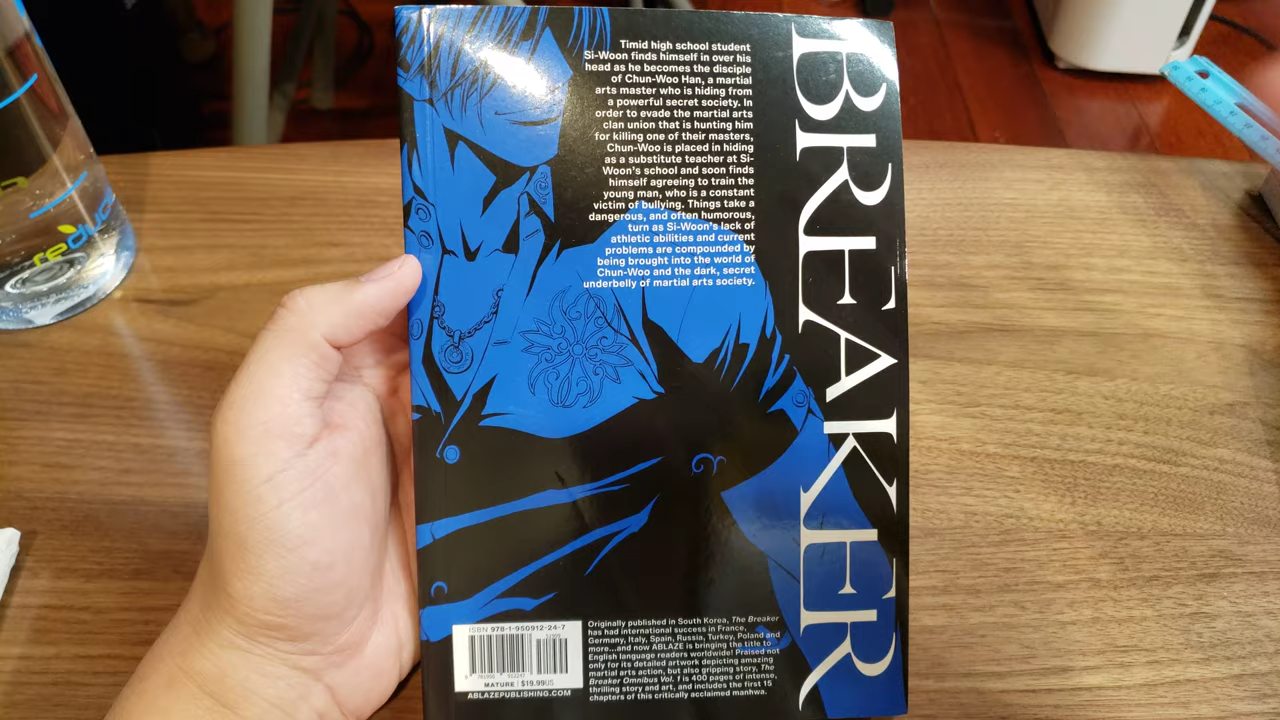 Timid high school student
Si-Woon finds himself in over his
head as he becomes the disciple
of Chun-Woo Han, a martial
arts master who is hiding from
a powerful secret society. In
order to evade the martial arts
clan union that is hunting him
for killing one of their masters,
Chun-Woo is placed in hiding
as a substitute teacher at Si-
Woon's school and soon finds
himself agreeing to train the
young man, who is a constant
victim of bullying. Things take a
dangerous, and often humorous,
turn as Si-Woon's lack of
athletic abilities and current
problems are compounded by
being brought into the world of
Chun-Woo and the dark, secret
underbelly of martial arts society.
BREAKER
ISBN 978-1-950912-24-7
MATURE | $19.99US
ABLAZEPUBLISHING.COM
Originally published in South Korea, The Breaker
has had international success in France,
Germany, Italy, Spain, Russia, Turkey, Poland and
more...and now ABLAZE is bringing the title to
English language readers worldwide! Praised not
only for its detailed artwork depicting amazing
martial arts action, but also gripping story, The
Breaker Omnibus Vol. 1 is 400 pages of intense,
thrilling story and art, and includes the first 15
chapters of this critically acclaimed manhwa.